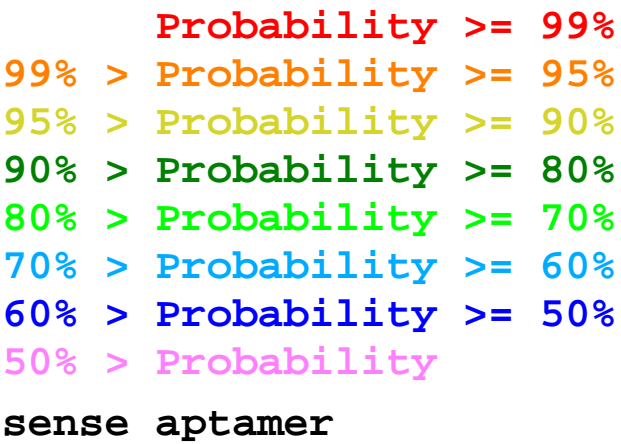 Probability >= 99%
99% > Probability >= 95%
95% > Probability >= 90%
90% > Probability >= 80%
80% > Probability >= 70%
70% > Probability >= 60%
60% > Probability >= 50%
50% > Probability
sense aptamer